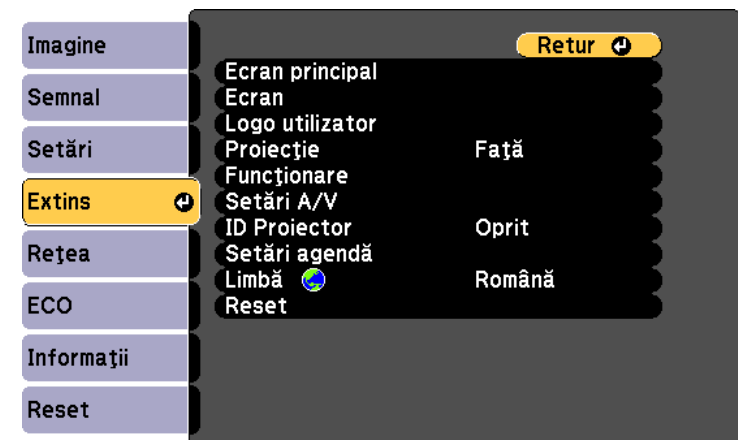 Imagine
Semnal
Setări
Extins
Reţea
ECO
Informaţii
Reset
Retur
Ecran principal
Ecran
Logo utilizator
Proiecţie Faţă
Funcţionare
Setări A/V
ID Proiector Oprit
Setări agendă
Limbă Română
Reset